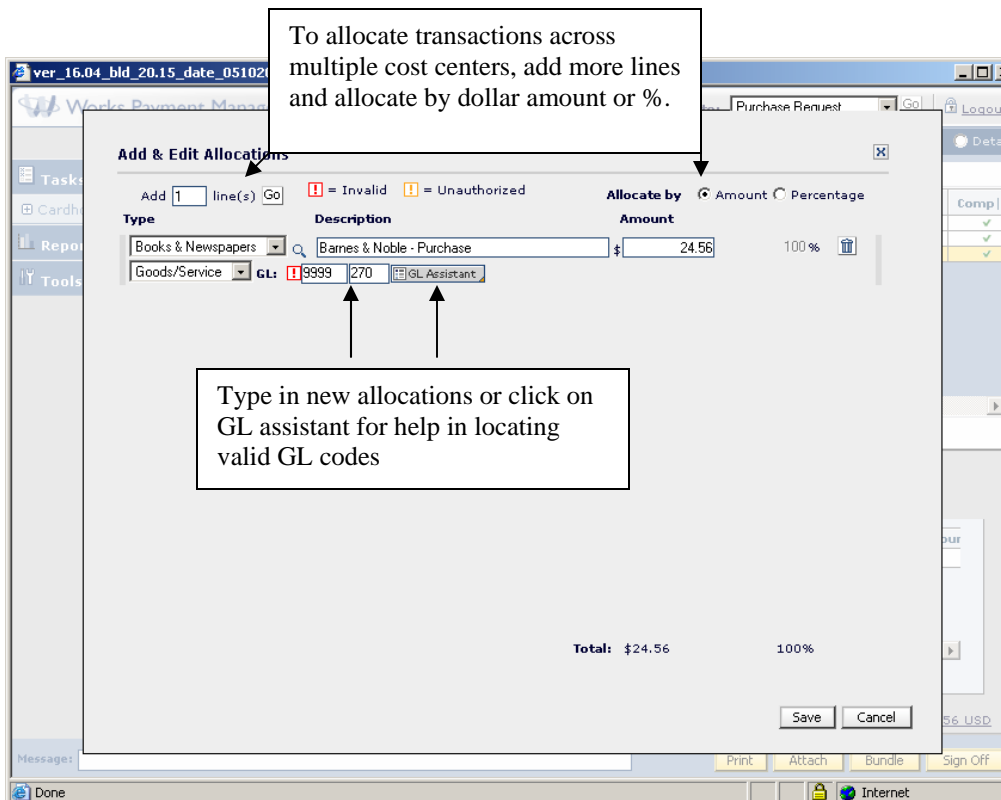 To allocate transactions across
multiple cost centers, add more lines
and allocate by dollar amount or %.
ver_16.04_bld_20.15_date_05102
Works Payment Manag
Purchase Request
Go
Logou
Add & Edit Allocations
Deta
Tasks
Cardh
Repor
Tools
Comp
Add 1 line(s) Go
! = Invalid ! = Unauthorized
Allocate by Amount Percentage
Type Description Amount
Books & Newspapers Barnes & Noble - Purchase $ 24.56 100 %
Goods/Service GL: ! 9999 270 GL Assistant
Type in new allocations or click on
GL assistant for help in locating
valid GL codes
our
Total: $24.56 100%
Save Cancel
56 USD
Message:
Print Attach Bundle Sign Off
Done
Internet